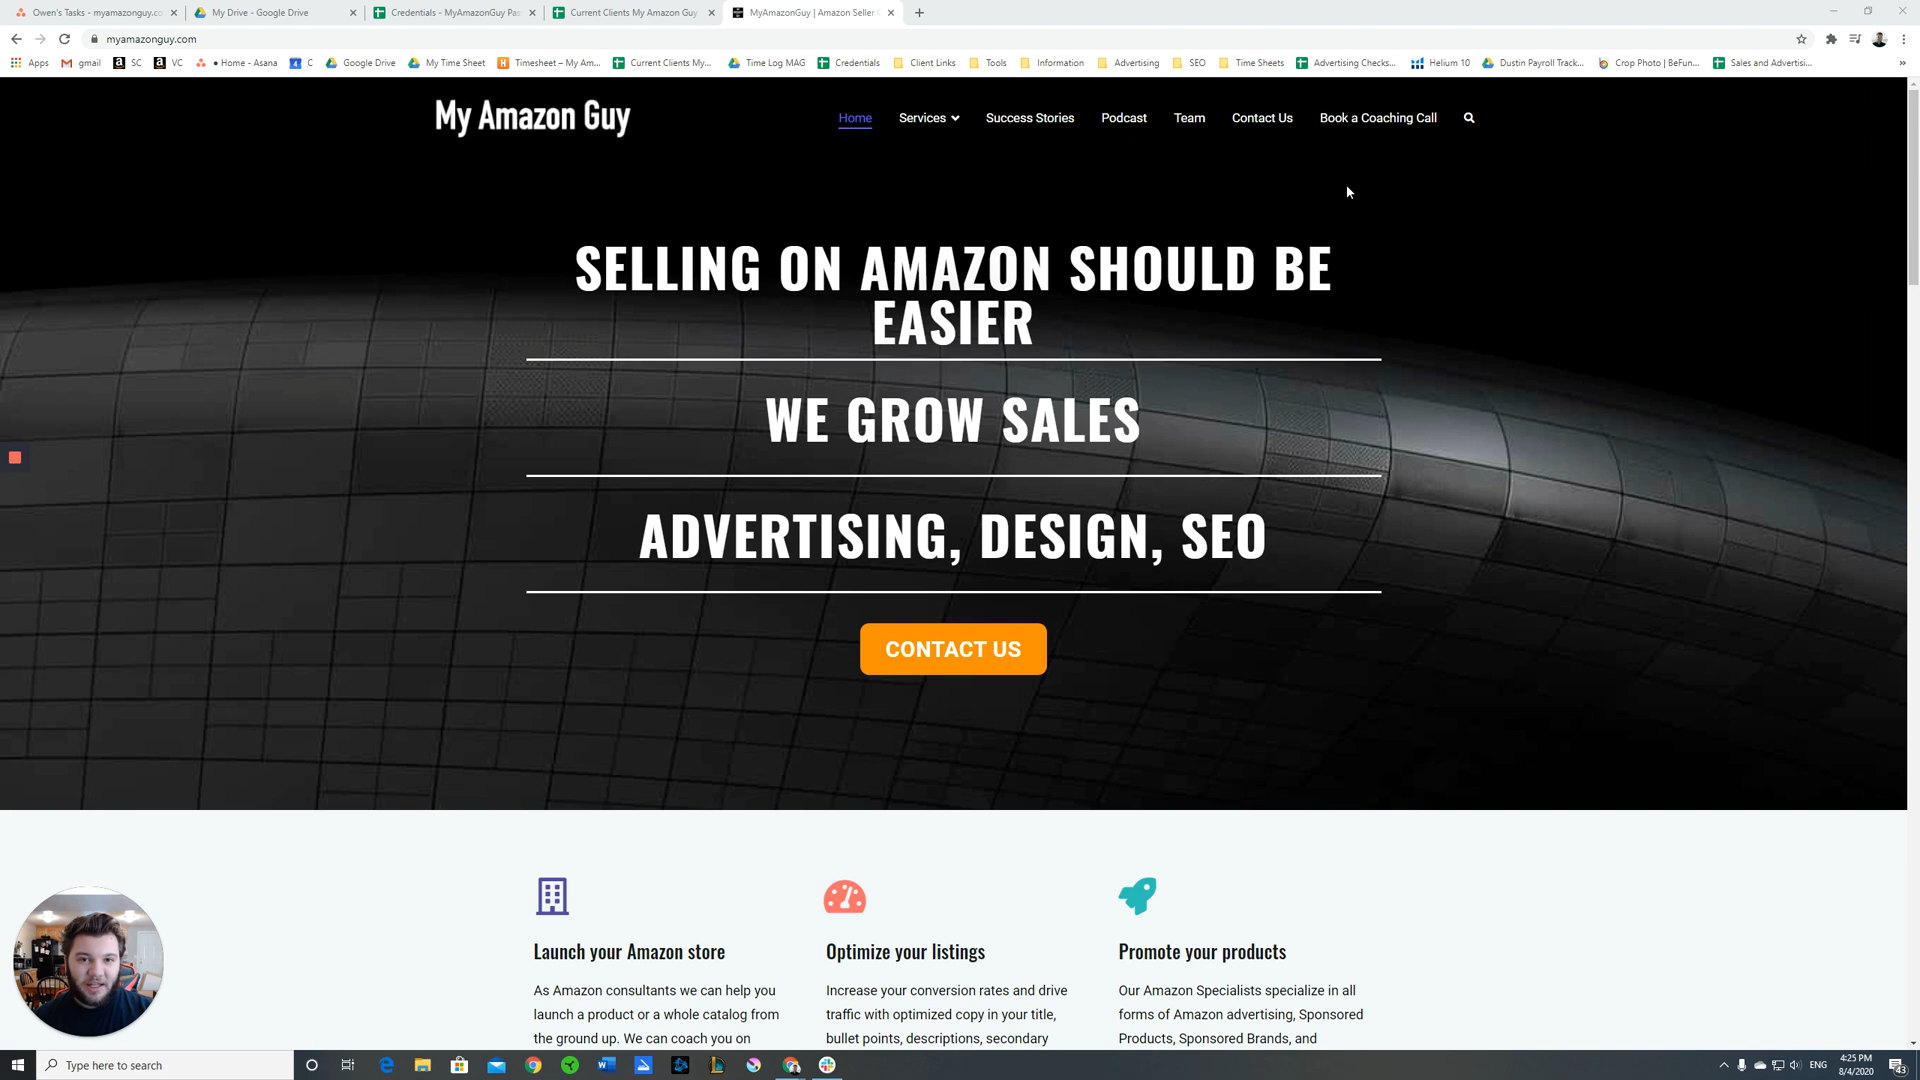 Owen's Tasks - myamazonguy.co
My Drive - Google Drive
Credentials - MyAmazonGuy Pas
Current Clients My Amazon Guy
MyAmazonGuy | Amazon Seller C
myamazonguy.com
Apps
gmail
SC
VC
• Home - Asana
C
Google Drive
My Time Sheet
Timesheet – My Am...
Current Clients My...
Time Log MAG
Credentials
Client Links
Tools
Information
Advertising
SEO
Time Sheets
Advertising Checks...
Helium 10
Dustin Payroll Track...
Crop Photo | BeFun...
Sales and Advertisi...
»
My Amazon Guy
Home
Services
Success Stories
Podcast
Team
Contact Us
Book a Coaching Call
SELLING ON AMAZON SHOULD BE
EASIER
WE GROW SALES
ADVERTISING, DESIGN, SEO
CONTACT US
Launch your Amazon store
As Amazon consultants we can help you
launch a product or a whole catalog from
the ground up. We can coach you on
Optimize your listings
Increase your conversion rates and drive
traffic with optimized copy in your title,
bullet points, descriptions, secondary
Promote your products
Our Amazon Specialists specialize in all
forms of Amazon advertising, Sponsored
Products, Sponsored Brands, and
Type here to search
ENG
4:25 PM
8/4/2020
43